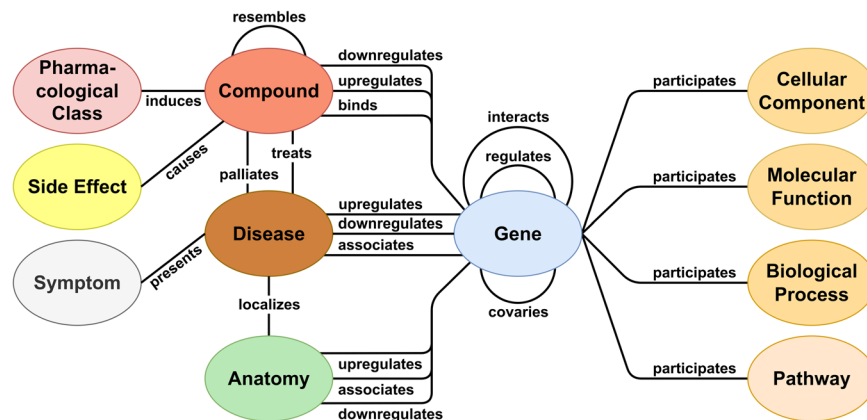 resembles
downregulates
Pharma-
cological
Class
induces
Compound
upregulates
binds
participates
Cellular
Component
interacts
regulates
causes
treats
palliates
Side Effect
participates
Molecular
Function
upregulates
Disease
downregulates
associates
Gene
Symptom
presents
participates
Biological
Process
localizes
covaries
Anatomy
upregulates
associates
downregulates
participates
Pathway